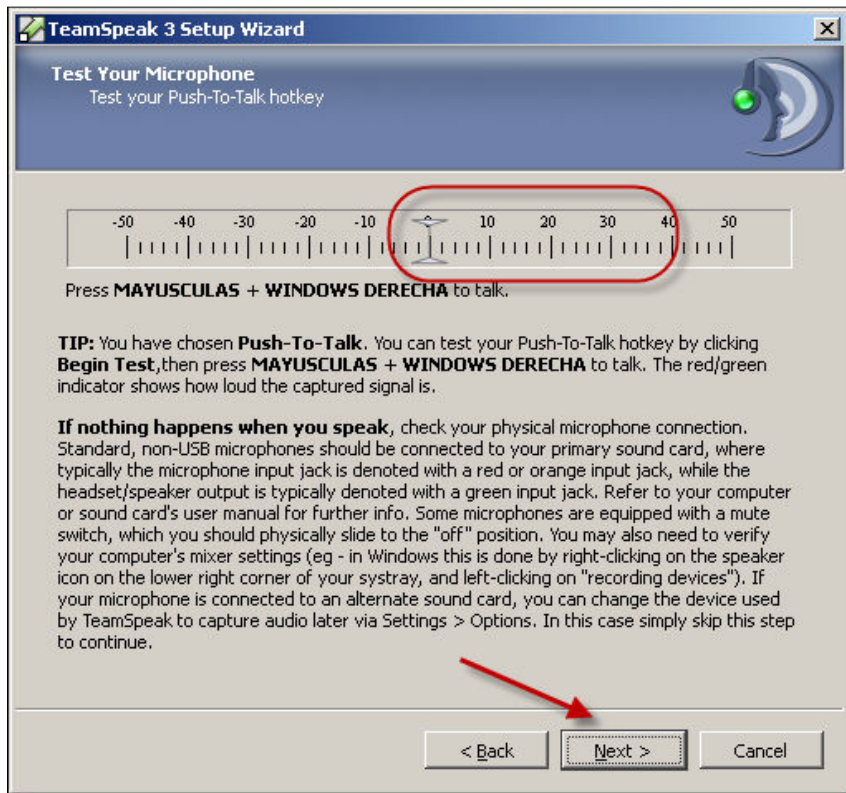 TeamSpeak 3 Setup Wizard
Test Your Microphone
Test your Push-To-Talk hotkey
-50 -40 -30 -20 -10 0 10 20 30 40 50
Press MAYUSCULAS + WINDOWS DERECHA to talk.
TIP: You have chosen Push-To-Talk. You can test your Push-To-Talk hotkey by clicking
Begin Test,then press MAYUSCULAS + WINDOWS DERECHA to talk. The red/green
indicator shows how loud the captured signal is.
If nothing happens when you speak, check your physical microphone connection.
Standard, non-USB microphones should be connected to your primary sound card, where
typically the microphone input jack is denoted with a red or orange input jack, while the
headset/speaker output is typically denoted with a green input jack. Refer to your computer
or sound card's user manual for further info. Some microphones are equipped with a mute
switch, which you should physically slide to the "off" position. You may also need to verify
your computer's mixer settings (eg - in Windows this is done by right-clicking on the speaker
icon on the lower right corner of your systray, and left-clicking on "recording devices"). If
your microphone is connected to an alternate sound card, you can change the device used
by TeamSpeak to capture audio later via Settings > Options. In this case simply skip this step
to continue.
< Back Next > Cancel